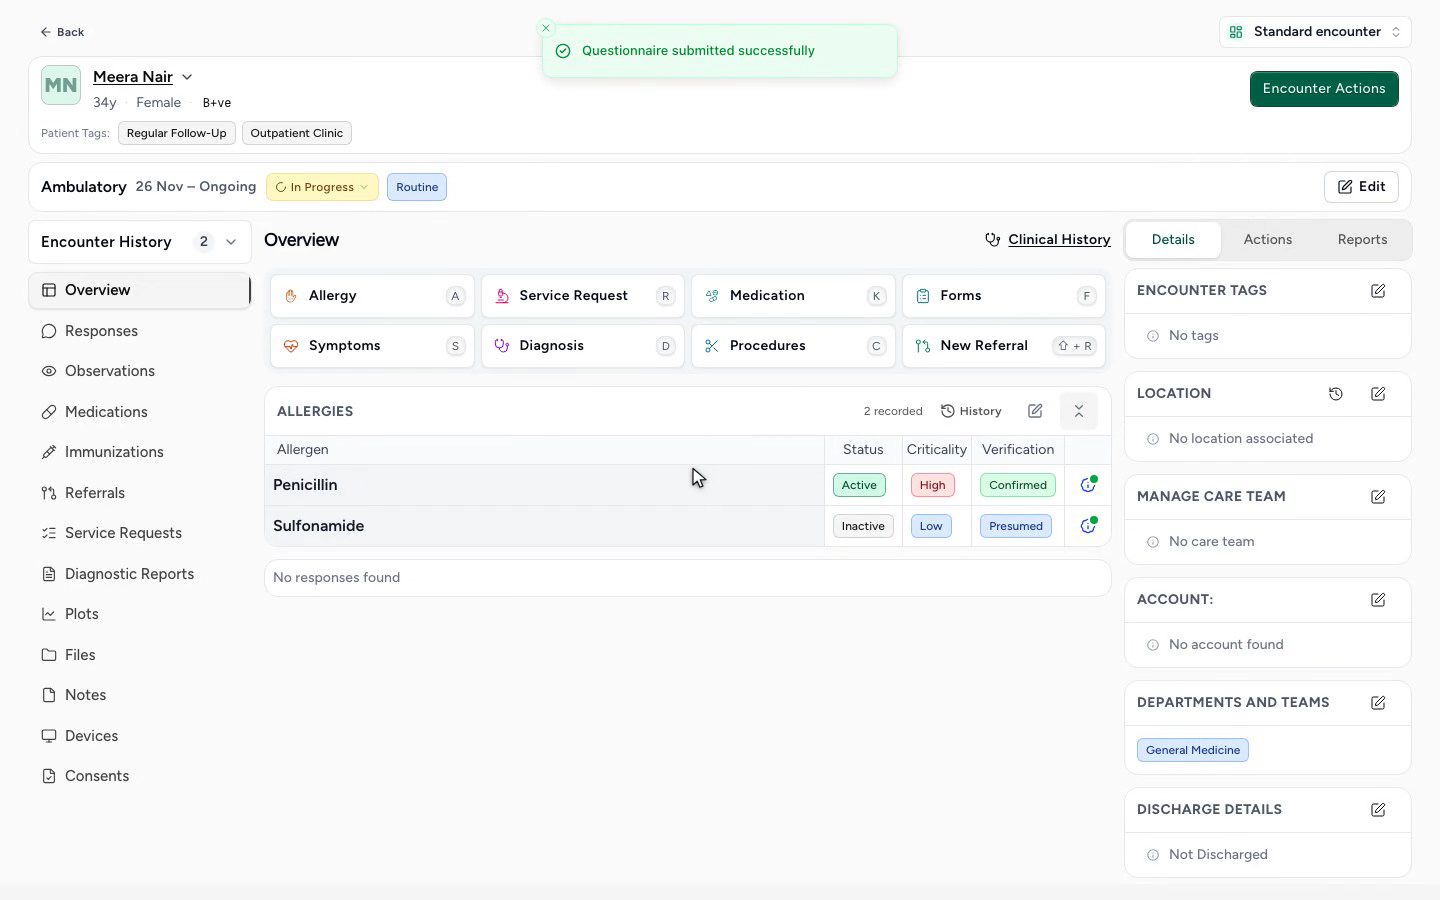 Back
Questionnaire submitted successfully
Standard encounter
MN
Meera Nair
34y · Female · B+ve
Encounter Actions
Patient Tags: Regular Follow-Up Outpatient Clinic
Ambulatory 26 Nov – Ongoing In Progress Routine
Edit
Encounter History 2
Overview
Responses
Observations
Medications
Immunizations
Referrals
Service Requests
Diagnostic Reports
Plots
Files
Notes
Devices
Consents
Overview
Clinical History
Allergy A
Service Request R
Medication K
Forms F
Symptoms S
Diagnosis D
Procedures C
New Referral ⇧ + R
ALLERGIES
2 recorded History
Allergen Status Criticality Verification
Penicillin Active High Confirmed
Sulfonamide Inactive Low Presumed
No responses found
Details Actions Reports
ENCOUNTER TAGS
No tags
LOCATION
No location associated
MANAGE CARE TEAM
No care team
ACCOUNT:
No account found
DEPARTMENTS AND TEAMS
General Medicine
DISCHARGE DETAILS
Not Discharged